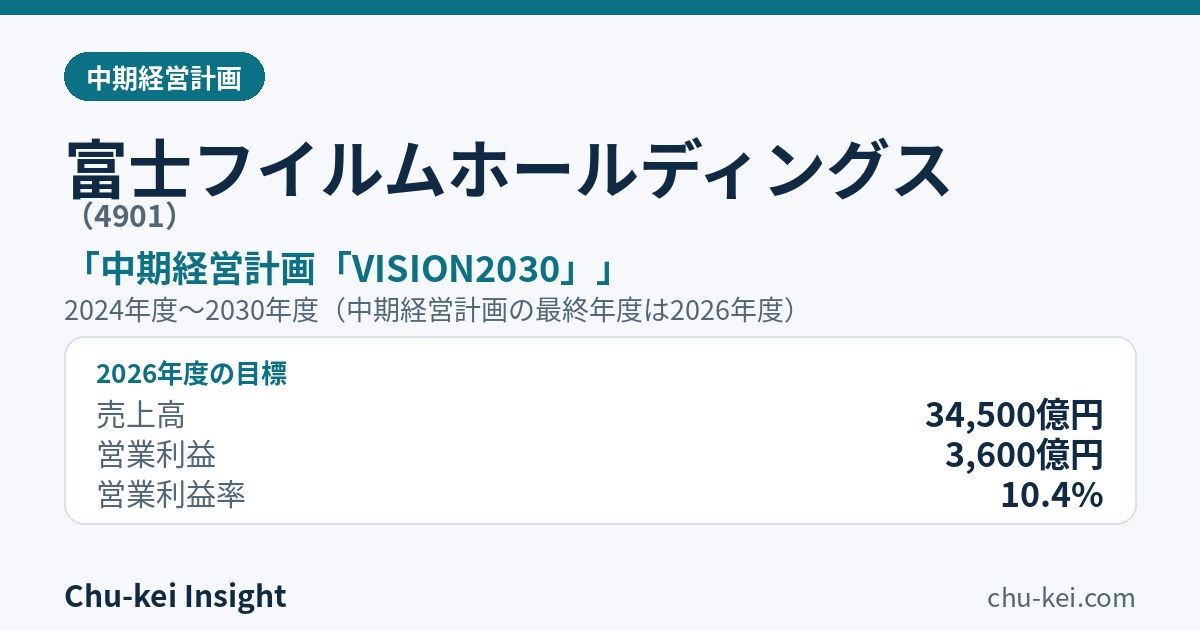 中期経営計画
富士フイルムホールディングス
（4901）
「中期経営計画「VISION2030」」
2024年度〜2030年度（中期経営計画の最終年度は2026年度）
2026年度の目標
売上高 34,500億円
営業利益 3,600億円
営業利益率 10.4%
Chu-kei Insight chu-kei.com